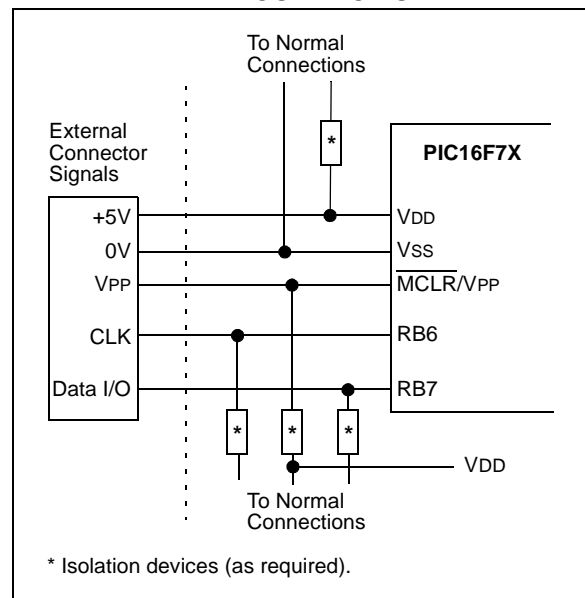 To Normal
Connections
External
Connector
Signals
PIC16F7X
*
+5V
VDD
0V
VSS
VPP
MCLR/VPP
CLK
RB6
Data I/O
RB7
* * *
VDD
To Normal
Connections
* Isolation devices (as required).